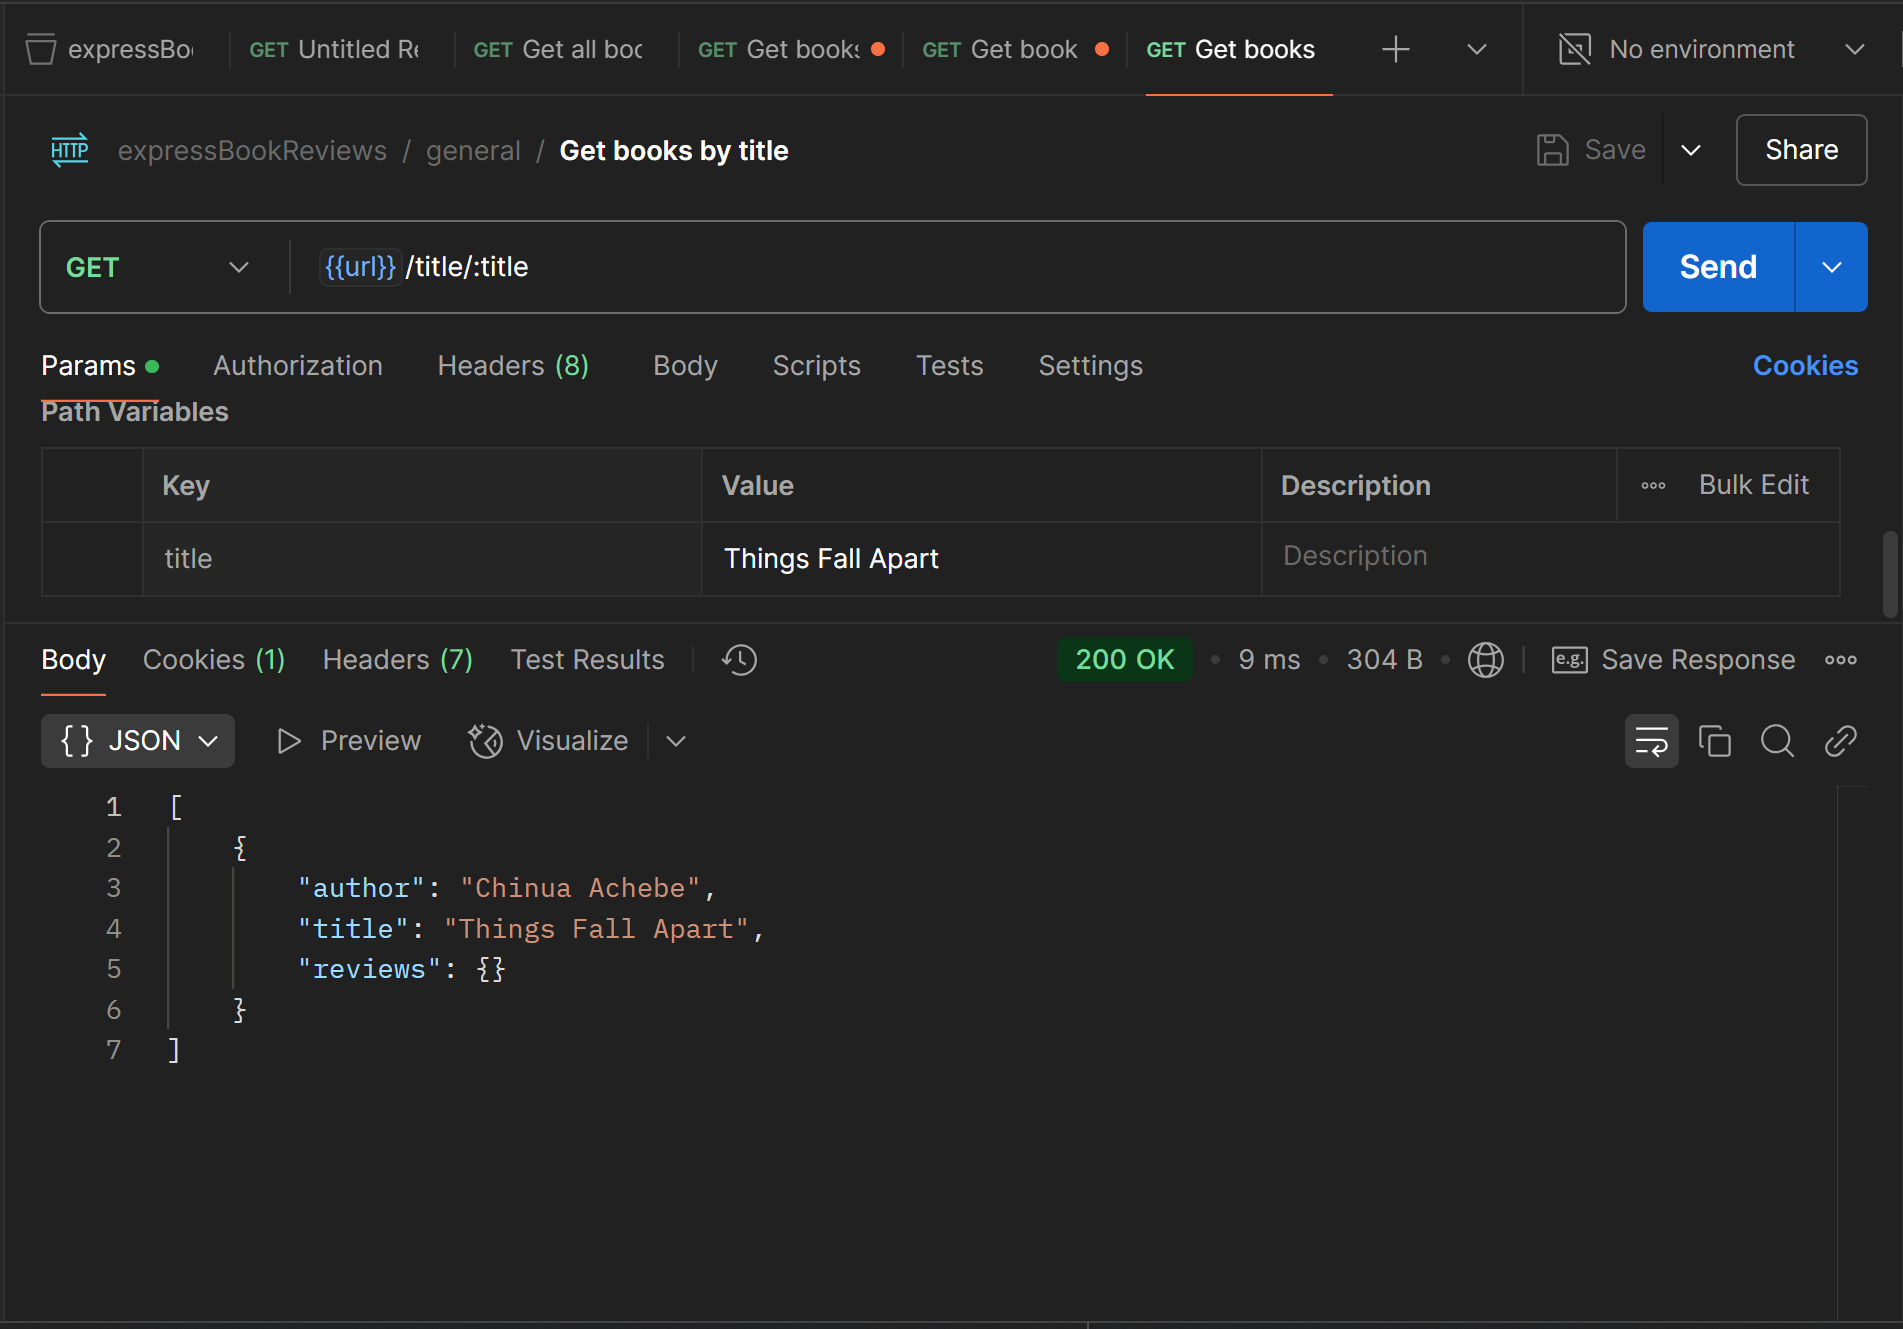 expressBo
GET Untitled Re
GET Get all boo
GET Get books
GET Get book
GET Get books
No environment
HTTP expressBookReviews / general / Get books by title
Save
Share
GET
{{url}}/title/:title
Send
Params
Authorization
Headers (8)
Body
Scripts
Tests
Settings
Cookies
Path Variables
Key
Value
Description
Bulk Edit
title
Things Fall Apart
Description
Body
Cookies (1)
Headers (7)
Test Results
200 OK • 9 ms • 304 B
e.g. Save Response
{} JSON
Preview
Visualize
1 [
2 {
3 "author": "Chinua Achebe",
4 "title": "Things Fall Apart",
5 "reviews": {}
6 }
7 ]